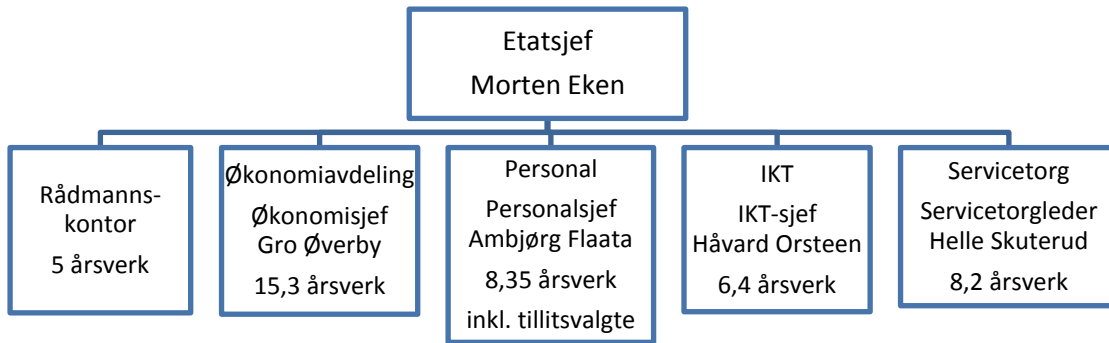 Etatsjef
Morten Eken
Rådmanns-
kontor
5 årsverk
Økonomiavdeling
Økonomisjef
Gro Øverby
15,3 årsverk
Personal
Personalsjef
Ambjørg Flaata
8,35 årsverk
inkl. tillitsvalgte
IKT
IKT-sjef
Håvard Orsteen
6,4 årsverk
Servicetorg
Servicetorgleder
Helle Skuterud
8,2 årsverk